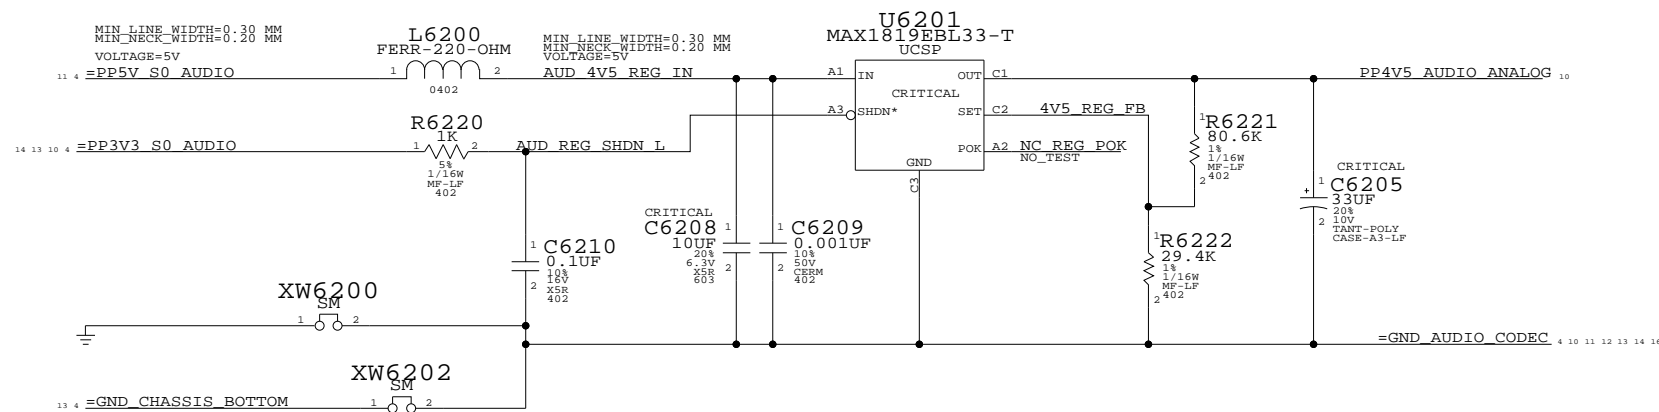 MIN_LINE_WIDTH=0.30 MM
MIN_NECK_WIDTH=0.20 MM
VOLTAGE=5V
11 4 =PP5V_S0_AUDIO
L6200
FERR-220-OHM
1 2
0402
MIN_LINE_WIDTH=0.30 MM
MIN_NECK_WIDTH=0.20 MM
VOLTAGE=5V
AUD_4V5_REG_IN
U6201
MAX1819EBL33-T
UCSP
A1 IN
OUT C1
CRITICAL
A3 SHDN*
SET C2
POK A2
GND
C3
4V5_REG_FB
NC_REG_POK
NO_TEST
PP4V5_AUDIO_ANALOG 10
14 13 10 4 =PP3V3_S0_AUDIO
R6220
1K
1 2
5%
1/16W
MF-LF
402
AUD_REG_SHDN_L
1
R6221
80.6K
1%
1/16W
MF-LF
2 402
CRITICAL
1
C6205
+
33UF
20%
2 10V
TANT-POLY
CASE-A3-LF
CRITICAL
C6208 1
10UF
20%
6.3V 2
X5R
603
1 C6209
0.001UF
10%
2 50V
CERM
402
1 C6210
0.1UF
10%
2 16V
X5R
402
1
R6222
29.4K
1%
1/16W
MF-LF
2 402
XW6200
SM
1 2
=GND_AUDIO_CODEC 4 10 11 12 13 14 16
XW6202
SM
13 4 =GND_CHASSIS_BOTTOM
1 2